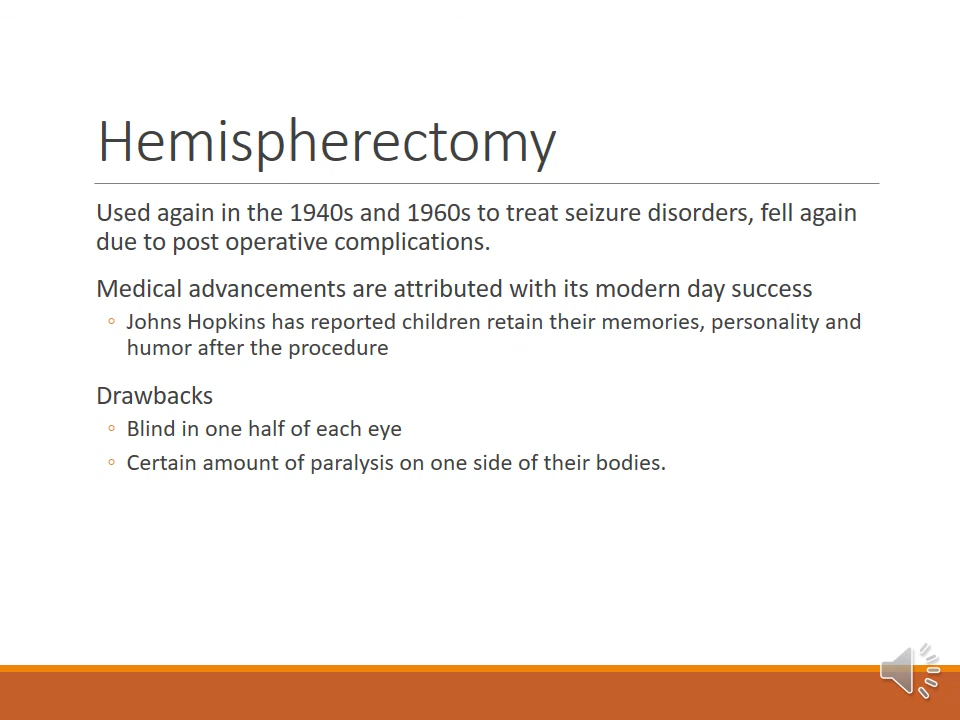 Hemispherectomy
Used again in the 1940s and 1960s to treat seizure disorders, fell again
due to post operative complications.
Medical advancements are attributed with its modern day success
◦ Johns Hopkins has reported children retain their memories, personality and
humor after the procedure
Drawbacks
◦ Blind in one half of each eye
◦ Certain amount of paralysis on one side of their bodies.